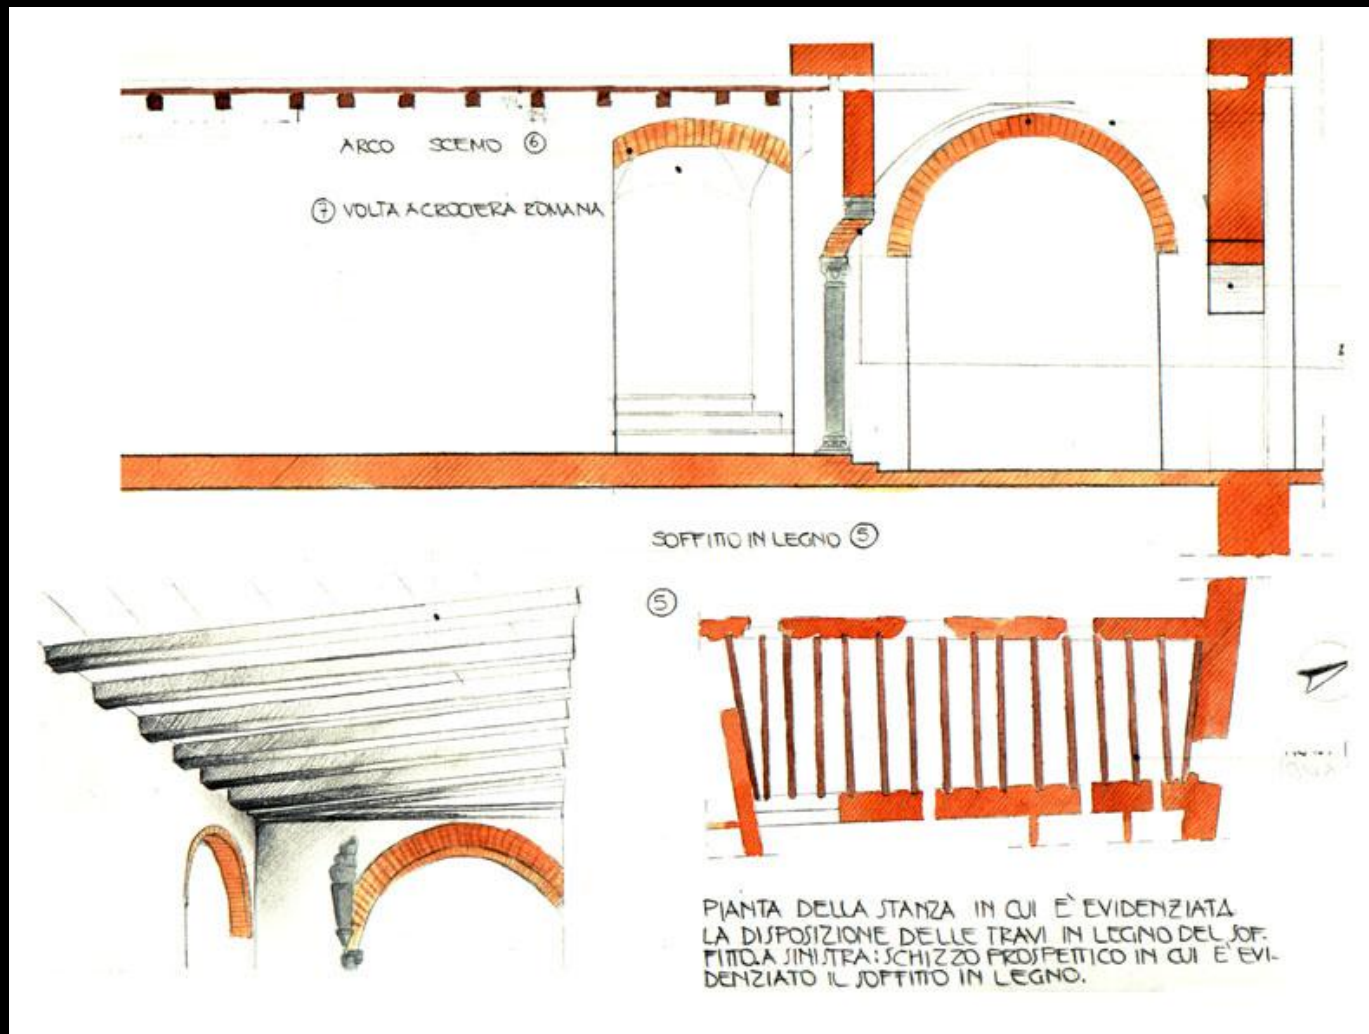 ARCO SCEMO 6
7 VOLTA A CROCIERA ROMANA
SOFFITTO IN LEGNO 5
5
PIANTA DELLA STANZA IN CUI E' EVIDENZIATA
LA DISPOSIZIONE DELLE TRAVI IN LEGNO DEL SOF-
FITTO.A SINISTRA: SCHIZZO PROSPETTICO IN CUI E' EVI-
DENZIATO IL SOFFITTO IN LEGNO.